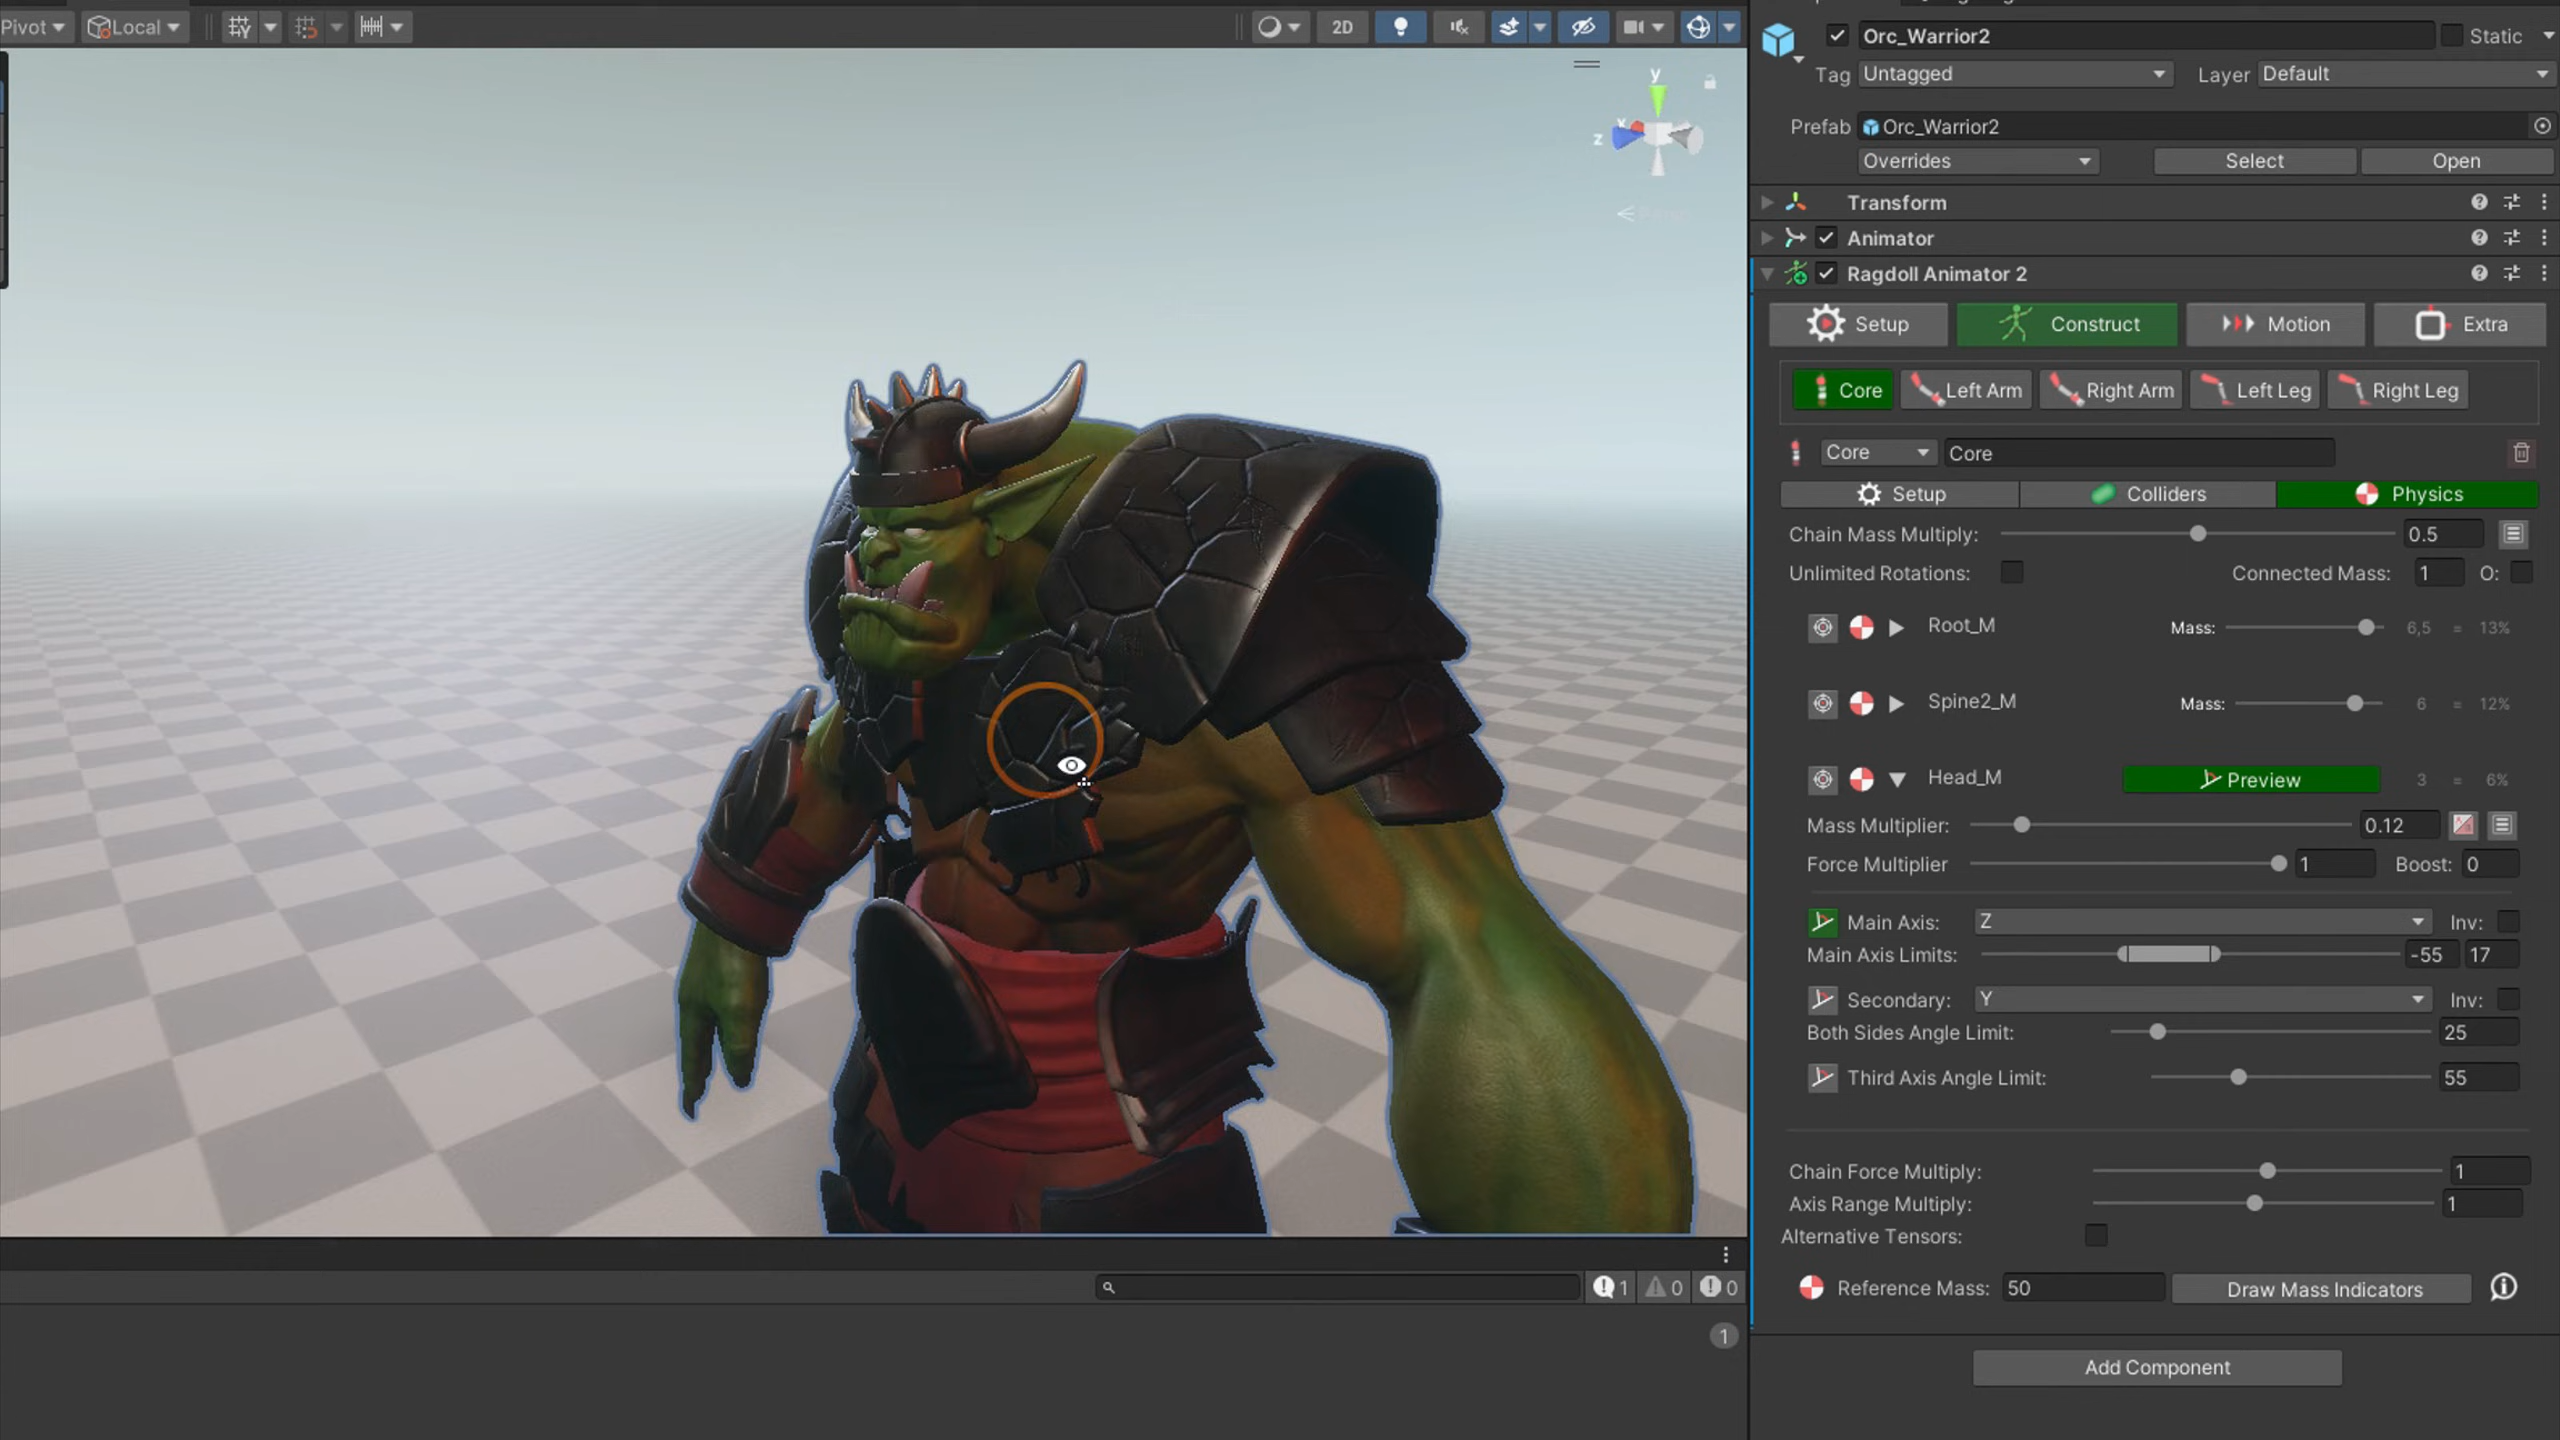 Pivot Local 2D
Orc_Warrior2 Static
Tag Untagged Layer Default
Prefab Orc_Warrior2
Overrides Select Open
y
x
z
Transform
Animator
Ragdoll Animator 2
Setup Construct Motion Extra
Core Left Arm Right Arm Left Leg Right Leg
Core Core
Setup Colliders Physics
Chain Mass Multiply: 0.5
Unlimited Rotations: Connected Mass: 1 O:
Root_M Mass: 6,5 = 13%
Spine2_M Mass: 6 = 12%
Head_M Preview 3 = 6%
Mass Multiplier: 0.12
Force Multiplier 1 Boost: 0
Main Axis: Z Inv:
Main Axis Limits: -55 17
Secondary: Y Inv:
Both Sides Angle Limit: 25
Third Axis Angle Limit: 55
Chain Force Multiply: 1
Axis Range Multiply: 1
Alternative Tensors:
Reference Mass: 50 Draw Mass Indicators
1 0 0
1
Add Component